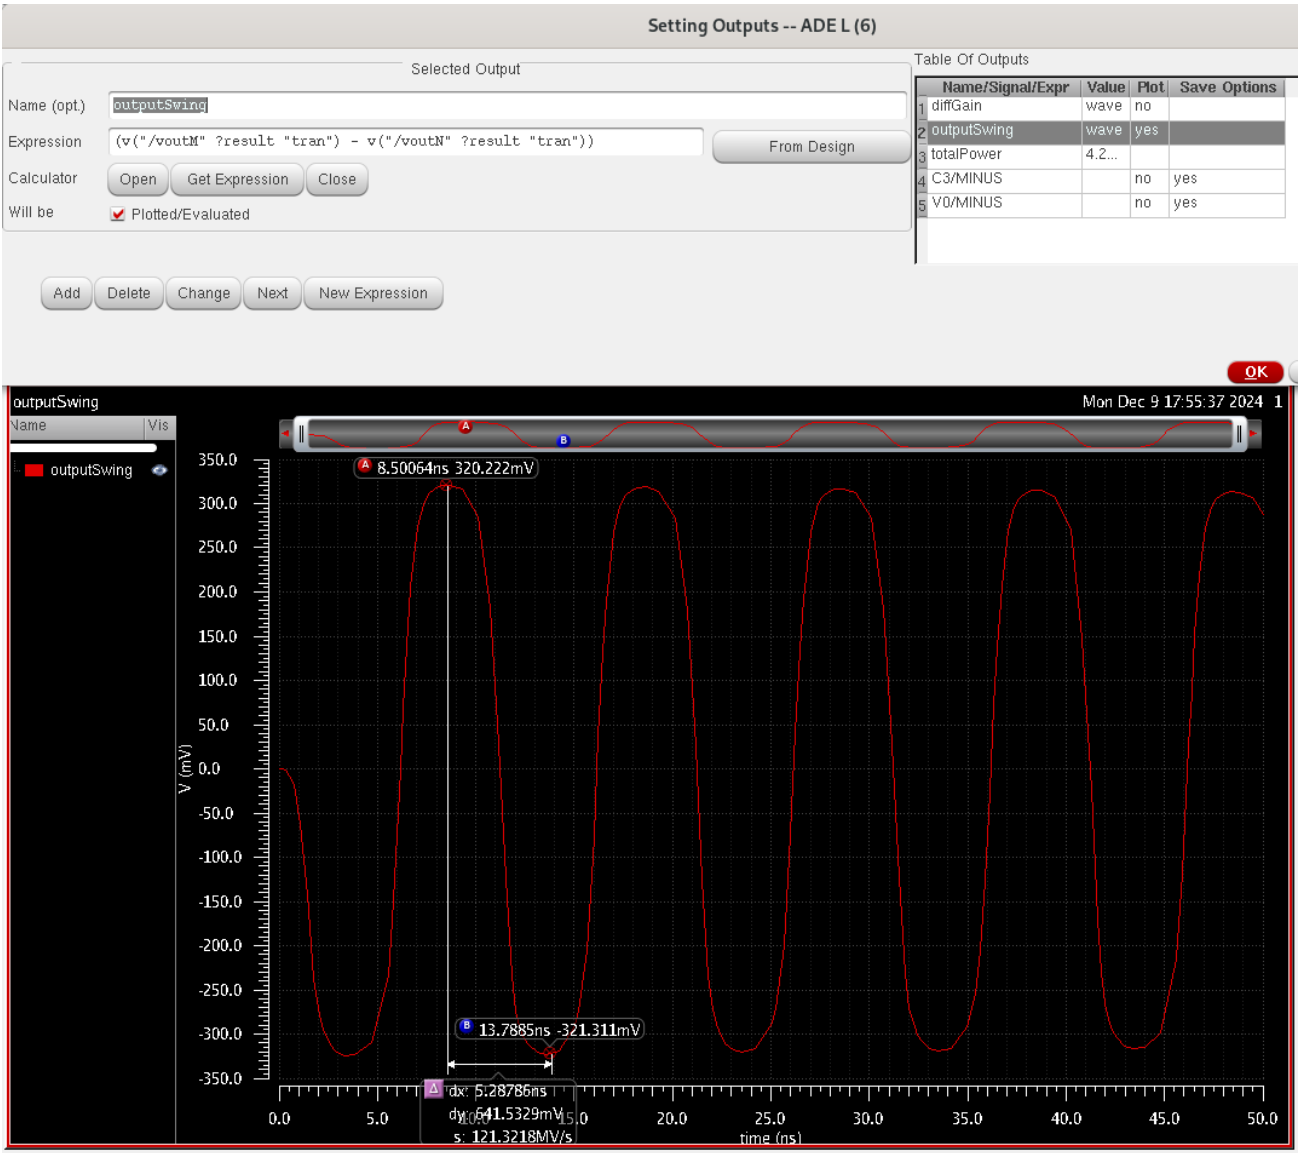 Setting Outputs -- ADE L (6)
Selected Output
Name (opt.) outputSwing
Expression (v("/voutM" ?result "tran") - v("/voutN" ?result "tran"))
From Design
Calculator Open Get Expression Close
Will be Plotted/Evaluated
Add Delete Change Next New Expression
Table Of Outputs
Name/Signal/Expr Value Plot Save Options
1 diffGain wave no
2 outputSwing wave yes
3 totalPower 4.2...
4 C3/MINUS no yes
5 V0/MINUS no yes
OK
outputSwing Mon Dec 9 17:55:37 2024 1
Name Vis
outputSwing
A
B
A 8.50064ns 320.222mV
350.0
300.0
250.0
200.0
150.0
100.0
50.0
0.0
-50.0
-100.0
-150.0
-200.0
-250.0
-300.0
-350.0
V (mV)
B 13.7885ns -321.311mV
Δ dx: 5.28786ns
dy: 641.5329mV
s: 121.3218MV/s
0.0 5.0 10.0 15.0 20.0 25.0 30.0 35.0 40.0 45.0 50.0
time (ns)